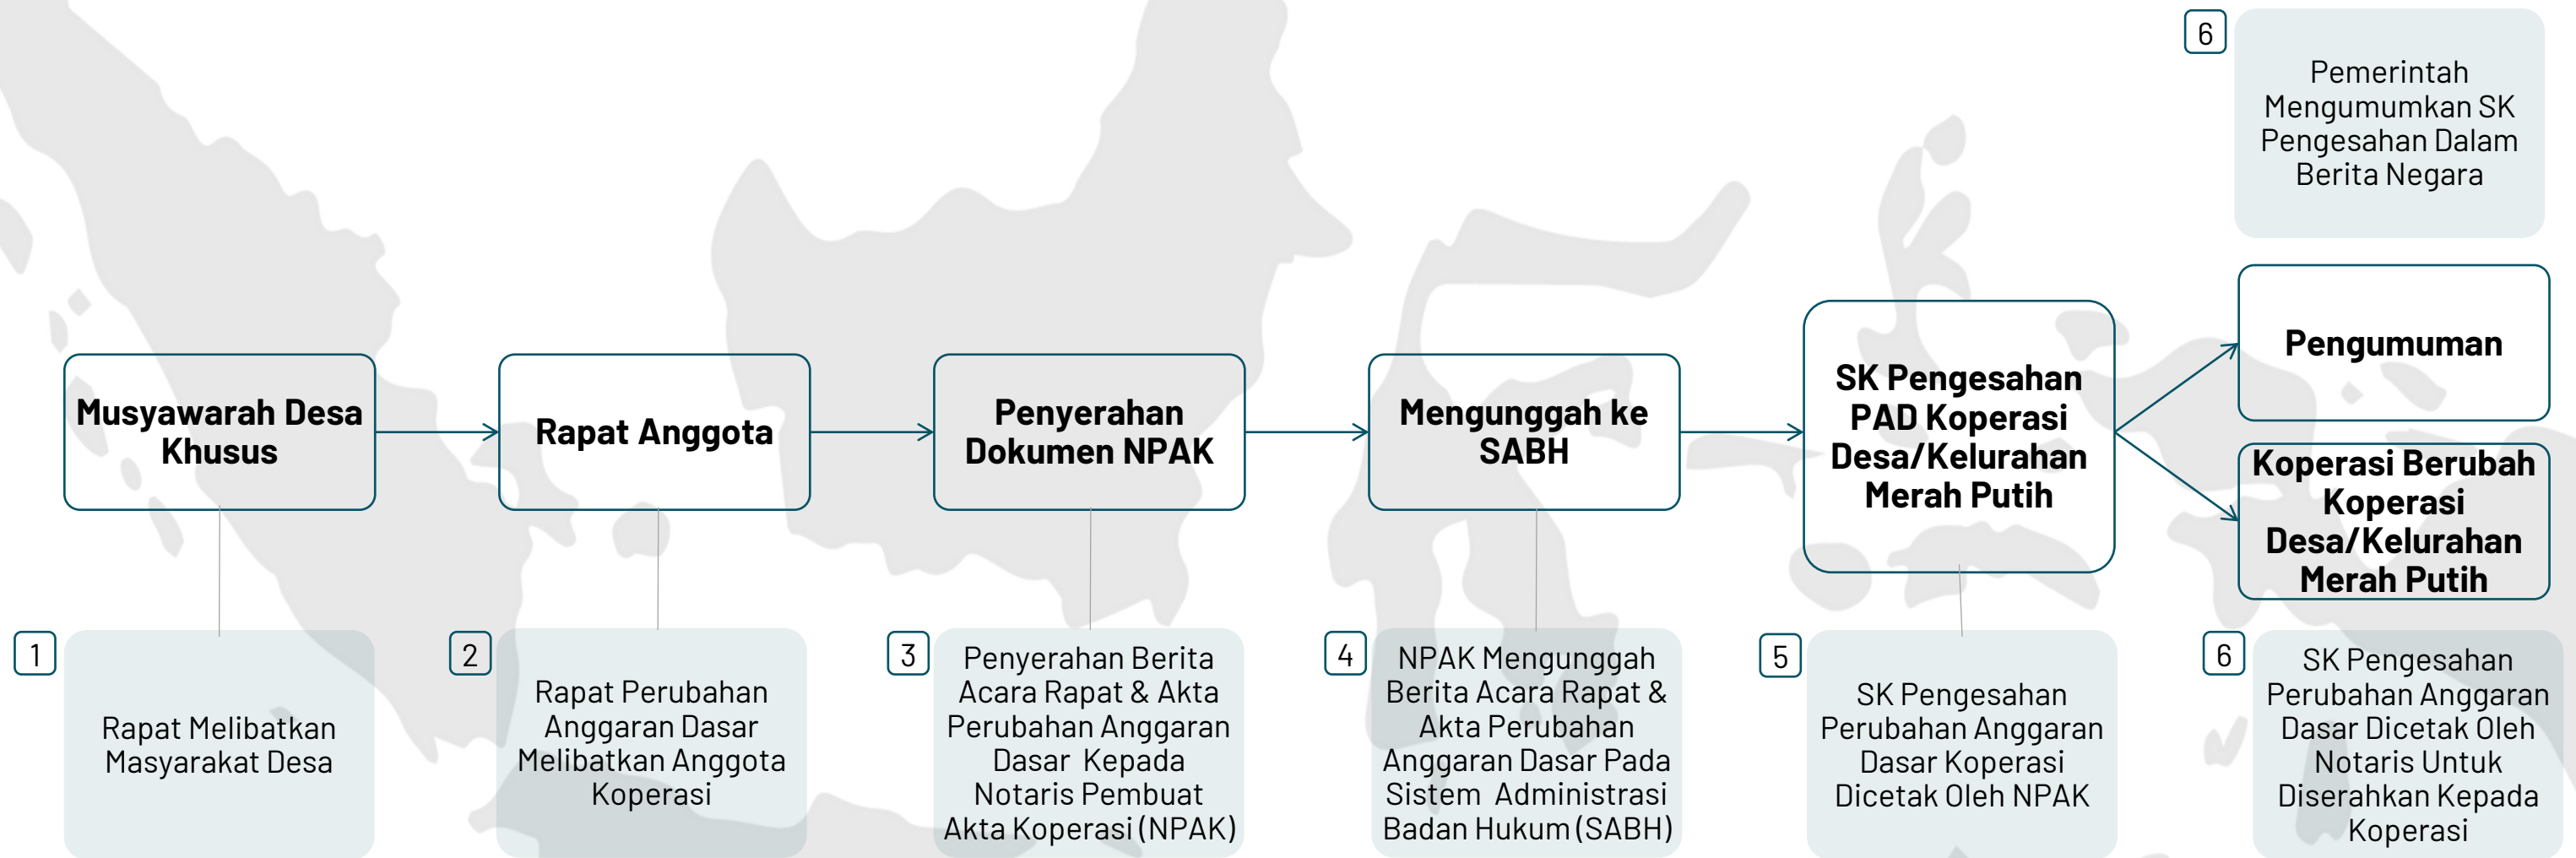 Musyawarah Desa
Khusus
1
Rapat Melibatkan
Masyarakat Desa
Rapat Anggota
2
Rapat Perubahan
Anggaran Dasar
Melibatkan Anggota
Koperasi
Penyerahan
Dokumen NPAK
3
Penyerahan Berita
Acara Rapat & Akta
Perubahan Anggaran
Dasar Kepada
Notaris Pembuat
Akta Koperasi (NPAK)
Mengunggah ke
SABH
4
NPAK Mengunggah
Berita Acara Rapat &
Akta Perubahan
Anggaran Dasar Pada
Sistem Administrasi
Badan Hukum (SABH)
SK Pengesahan
PAD Koperasi
Desa/Kelurahan
Merah Putih
5
SK Pengesahan
Perubahan Anggaran
Dasar Koperasi
Dicetak Oleh NPAK
6
Pemerintah
Mengumumkan SK
Pengesahan Dalam
Berita Negara
Pengumuman
Koperasi Berubah
Koperasi
Desa/Kelurahan
Merah Putih
6
SK Pengesahan
Perubahan Anggaran
Dasar Dicetak Oleh
Notaris Untuk
Diserahkan Kepada
Koperasi